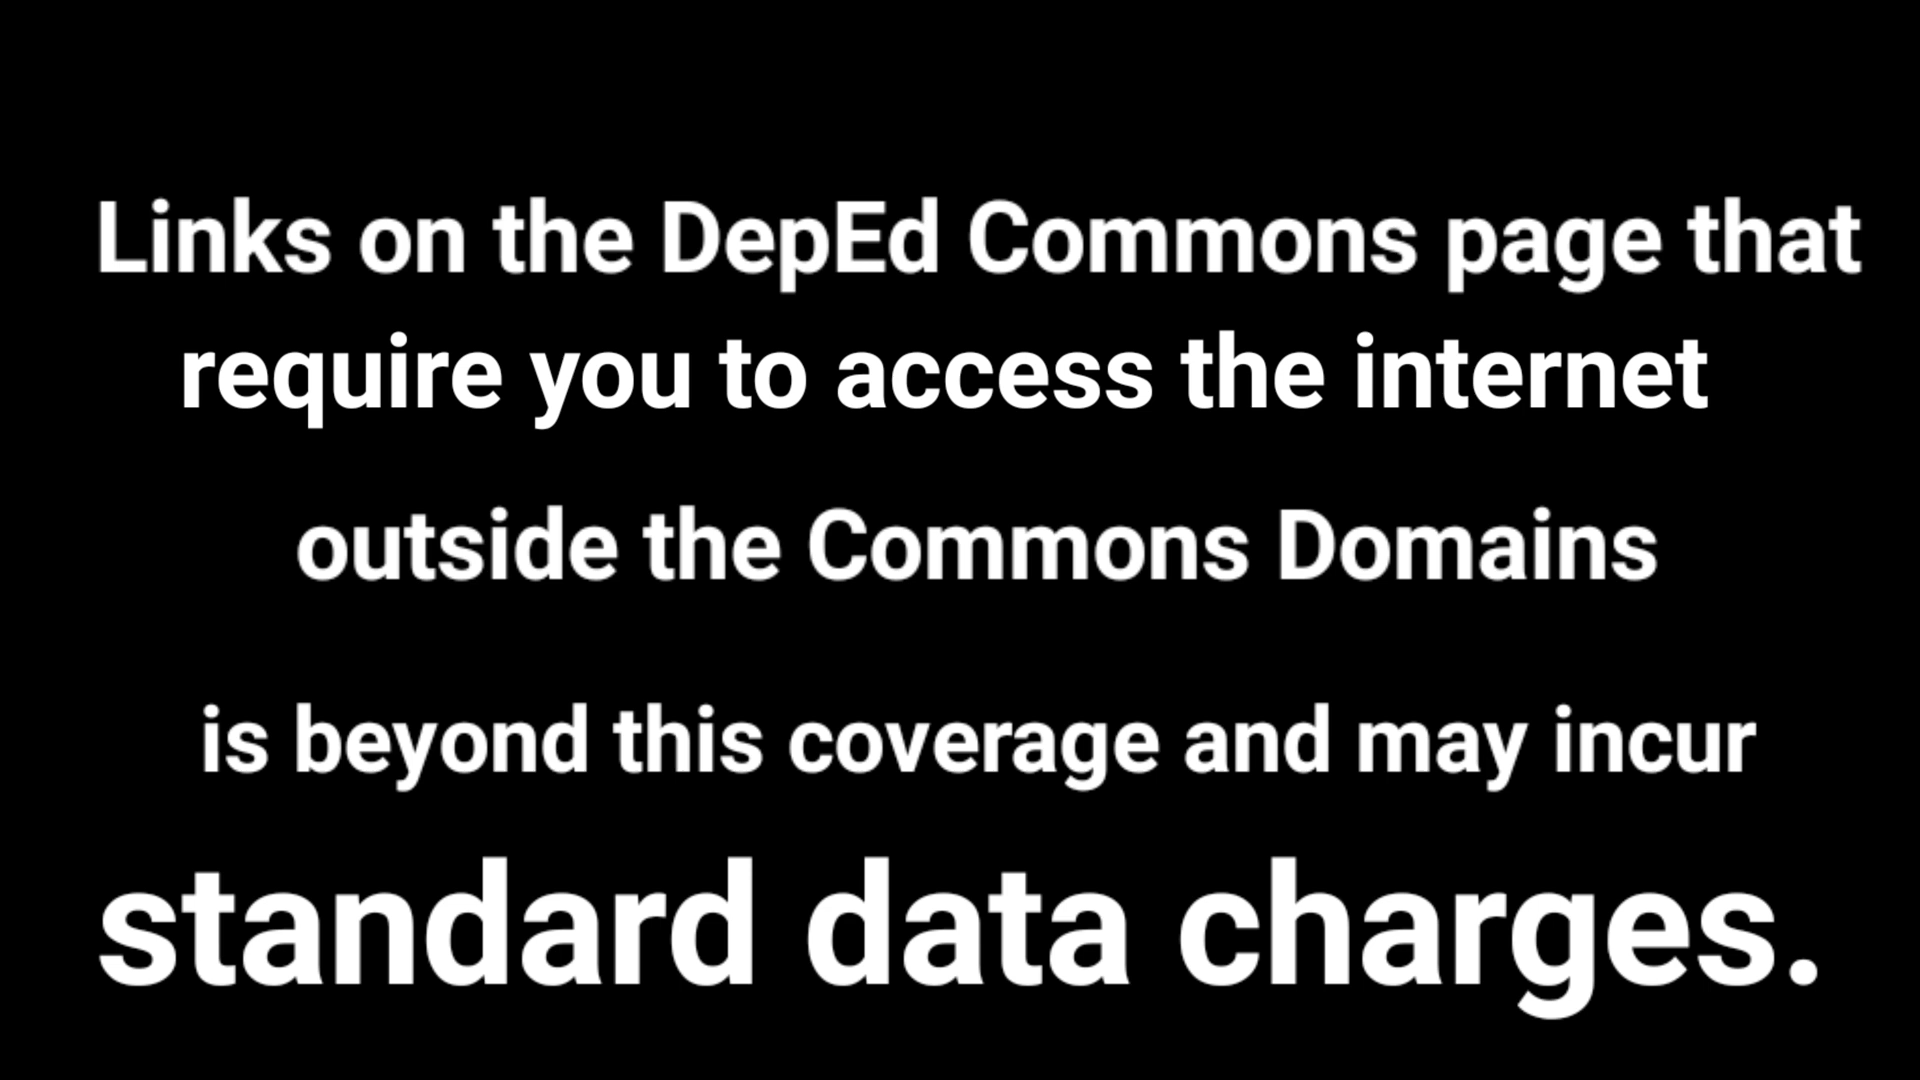 Links on the DepEd Commons page that
require you to access the internet
outside the Commons Domains
is beyond this coverage and may incur
standard data charges.